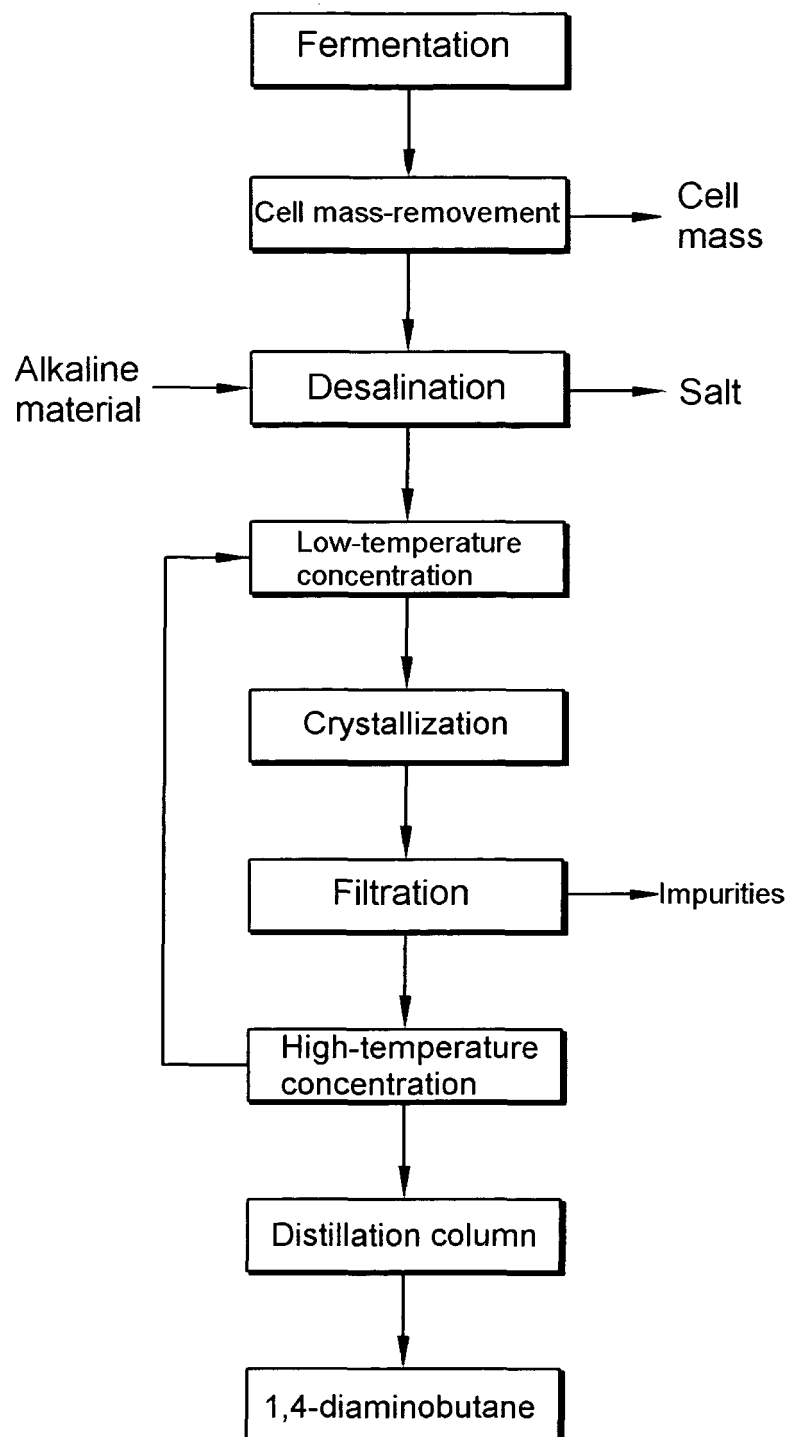 Fermentation
Cell mass-removement
Cell
mass
Alkaline
material
Desalination
Salt
Low-temperature
concentration
Crystallization
Filtration
Impurities
High-temperature
concentration
Distillation column
1,4-diaminobutane